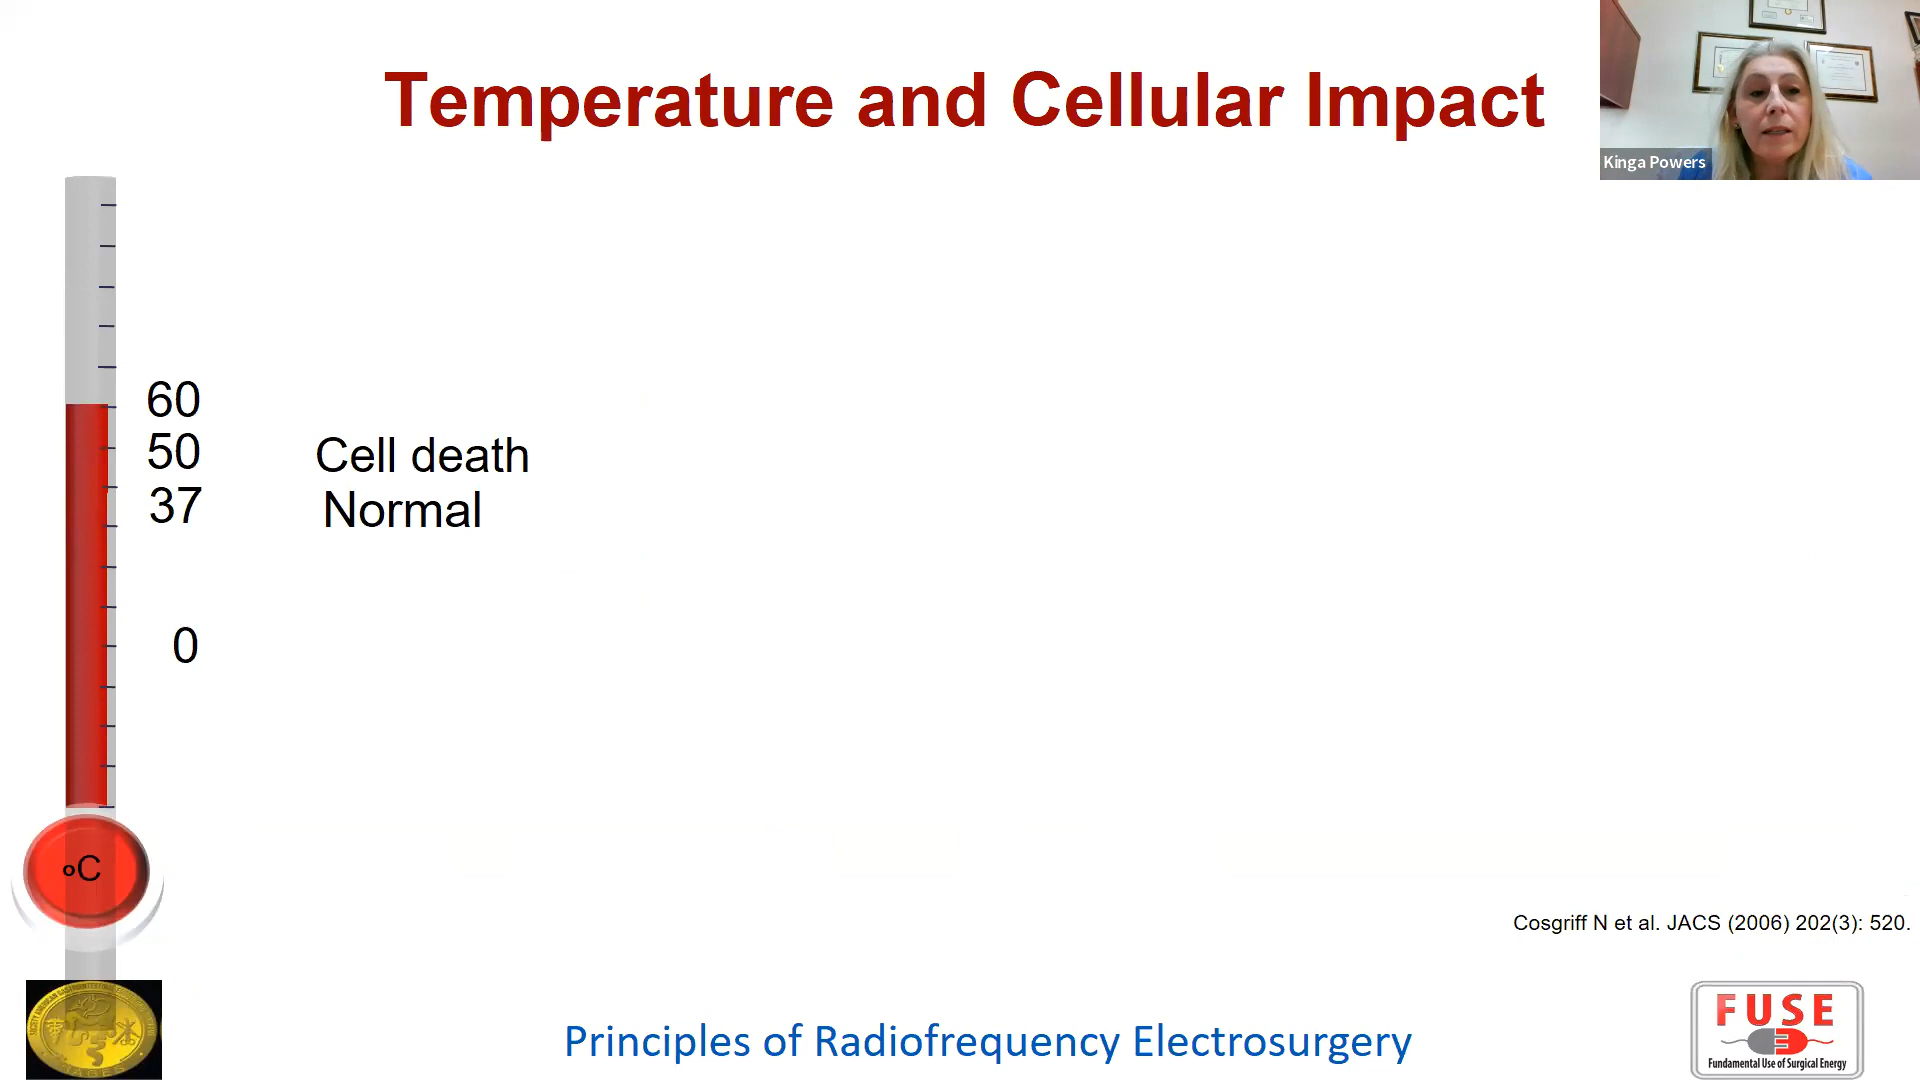 Temperature and Cellular Impact
Kinga Powers
60
50 Cell death
37 Normal
0
oC
Cosgriff N et al. JACS (2006) 202(3): 520.
Principles of Radiofrequency Electrosurgery
FUSE
Fundamental Use of Surgical Energy